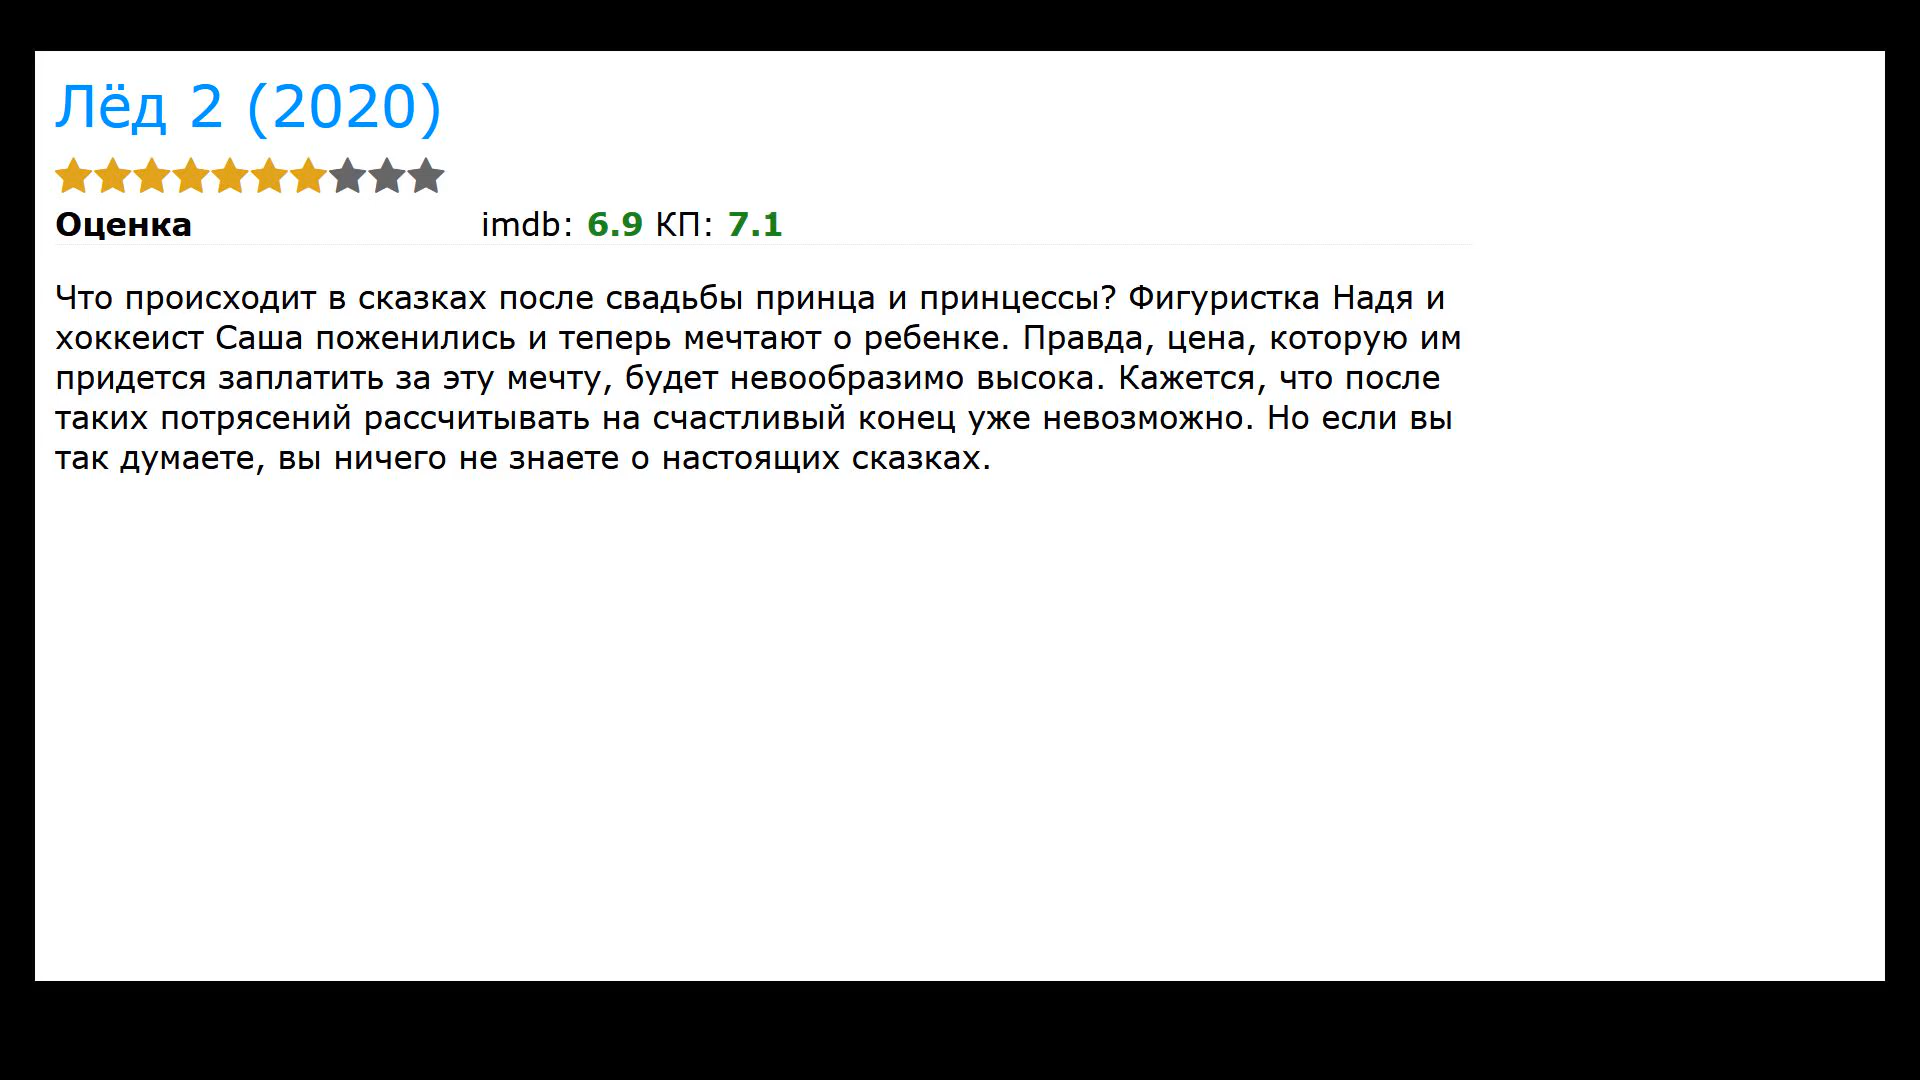 Лёд 2 (2020)
Оценка imdb: 6.9 КП: 7.1
Что происходит в сказках после свадьбы принца и принцессы? Фигуристка Надя и
хоккеист Саша поженились и теперь мечтают о ребенке. Правда, цена, которую им
придется заплатить за эту мечту, будет невообразимо высока. Кажется, что после
таких потрясений рассчитывать на счастливый конец уже невозможно. Но если вы
так думаете, вы ничего не знаете о настоящих сказках.